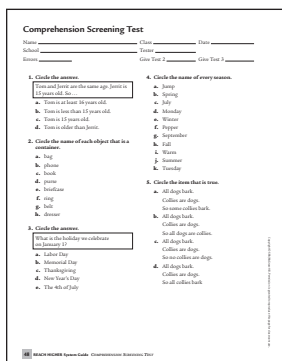 Comprehension Screening Test
Name Class Date
School Tester
Errors Give Test 2 Give Test 3
1. Circle the answer.
Tom and Jerrit are the same age. Jerrit is
15 years old. So …
a. Tom is at least 16 years old.
b. Tom is less than 15 years old.
c. Tom is 15 years old.
d. Tom is older than Jerrit.
2. Circle the name of each object that is a
container.
a. bag
b. phone
c. book
d. purse
e. briefcase
f. ring
g. belt
h. dresser
3. Circle the answer.
What is the holiday we celebrate
on January 1?
a. Labor Day
b. Memorial Day
c. Thanksgiving
d. New Year's Day
e. The 4th of July
4. Circle the name of every season.
a. Jump
b. Spring
c. July
d. Monday
e. Winter
f. Pepper
g. September
h. Fall
i. Warm
j. Summer
k. Tuesday
5. Circle the item that is true.
a. All dogs bark.
Collies are dogs.
So some collies bark.
b. All dogs bark.
Collies are dogs.
So all dogs are collies.
c. All dogs bark.
Collies are dogs.
So no collies are dogs.
d. All dogs bark.
Collies are dogs.
So all collies bark
48 REACH HIGHER System Guide COMPREHENSION SCREENING TEST